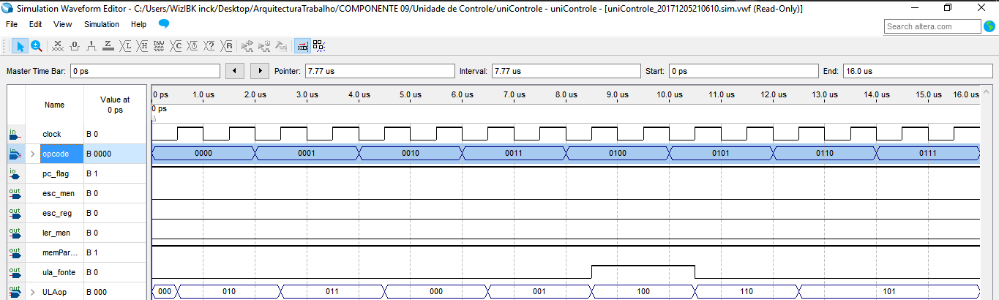 Simulation Waveform Editor - C:/Users/WizIBK inck/Desktop/ArquitecturaTrabalho/COMPONENTE 09/Unidade de Controle/uniControle - uniControle - [uniControle_20171205210610.sim.vwf (Read-Only)]
File Edit View Simulation Help
Search altera.com
Master Time Bar: 0 ps Pointer: 7.77 us Interval: 7.77 us Start: 0 ps End: 16.0 us
Name Value at 0 ps
0 ps 1.0 us 2.0 us 3.0 us 4.0 us 5.0 us 6.0 us 7.0 us 8.0 us 9.0 us 10.0 us 11.0 us 12.0 us 13.0 us 14.0 us 15.0 us 16.0 us
0 ps
in clock B 0
in opcode B 0000 0000 0001 0010 0011 0100 0101 0110 0111
io pc_flag B 1
out esc_men B 0
out esc_reg B 0
out ler_men B 0
out memPar... B 1
out ula_fonte B 0
out ULAop B 000 000 010 011 000 001 100 110 101